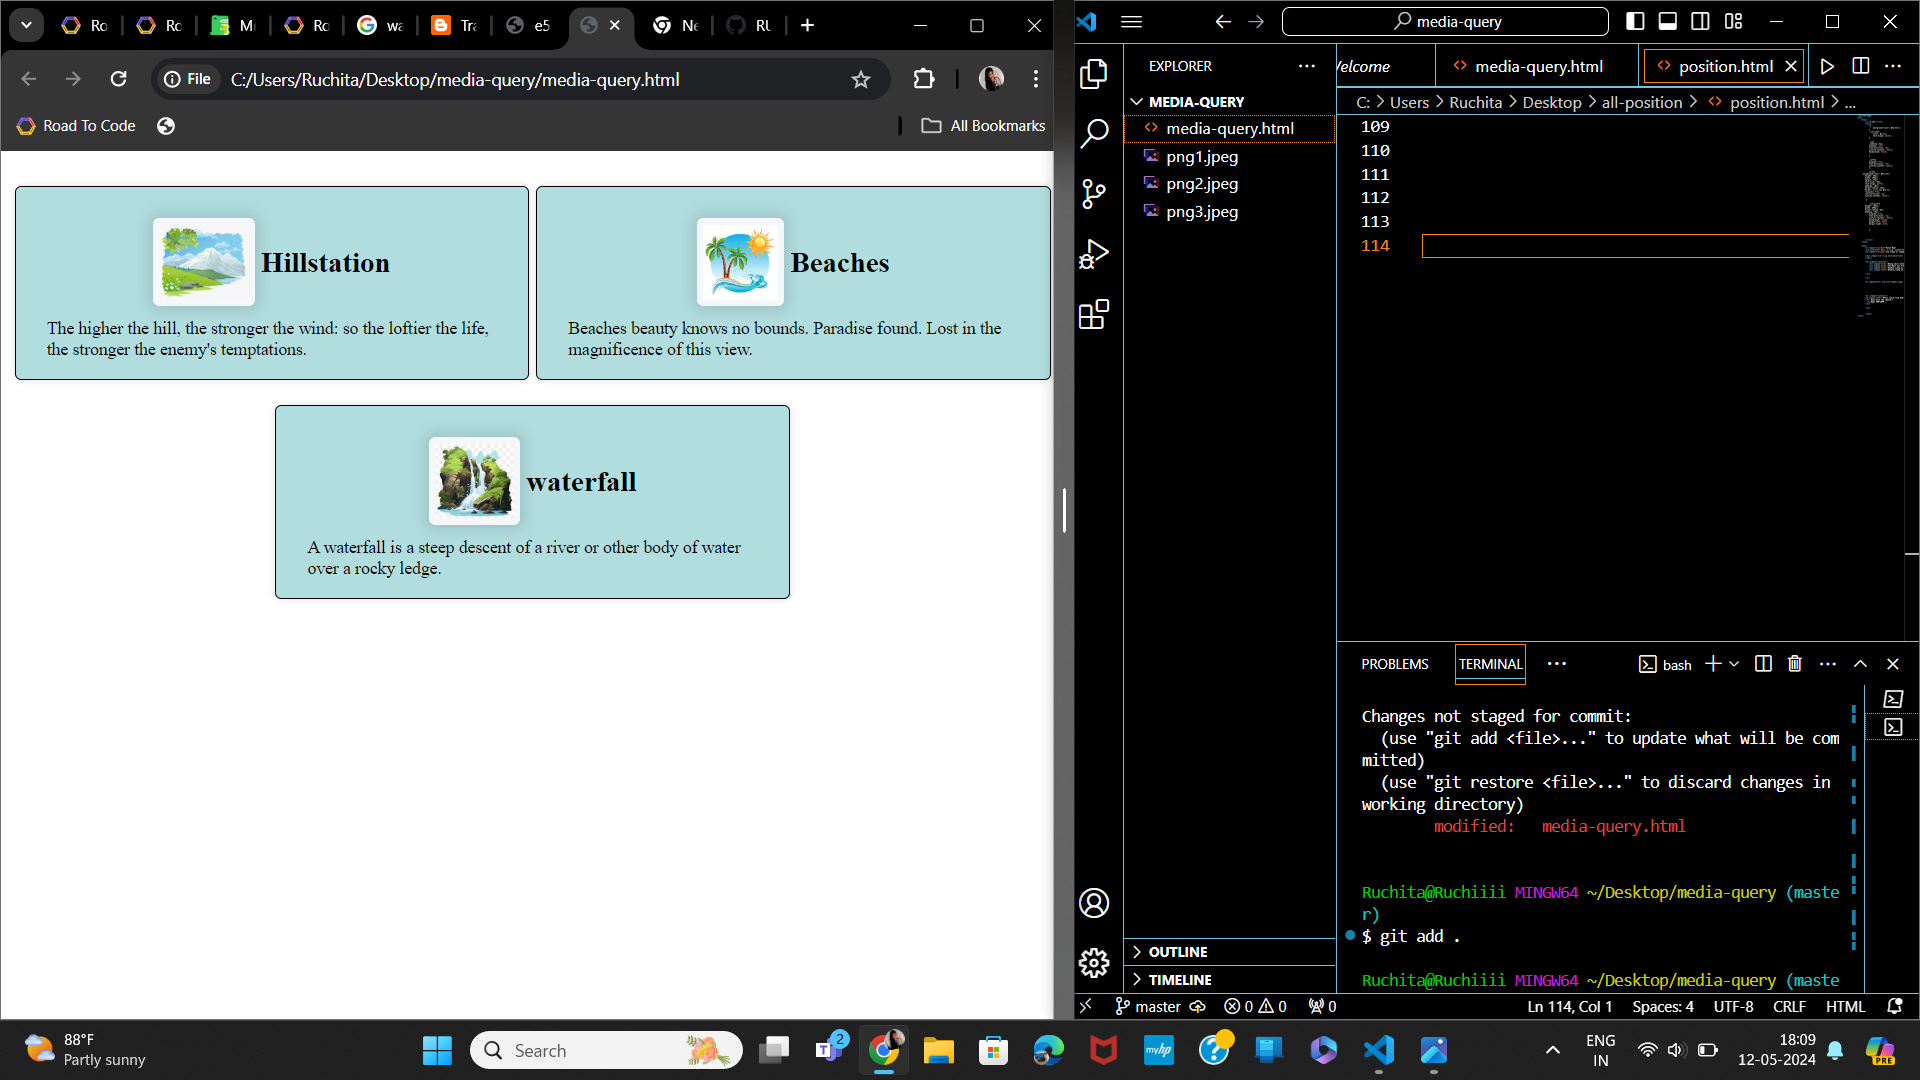 Ro
Ro
M
Ro
wa
Tra
e5
Ne
RU
File
C:/Users/Ruchita/Desktop/media-query/media-query.html
Road To Code
All Bookmarks
Hillstation
The higher the hill, the stronger the wind: so the loftier the life,
the stronger the enemy's temptations.
Beaches
Beaches beauty knows no bounds. Paradise found. Lost in the
magnificence of this view.
waterfall
A waterfall is a steep descent of a river or other body of water
over a rocky ledge.
media-query
EXPLORER
MEDIA-QUERY
media-query.html
png1.jpeg
png2.jpeg
png3.jpeg
OUTLINE
TIMELINE
elcome
media-query.html
position.html
C: > Users > Ruchita > Desktop > all-position > position.html > ...
109
110
111
112
113
114
PROBLEMS
TERMINAL
bash
Changes not staged for commit:
(use "git add <file>..." to update what will be com
mitted)
(use "git restore <file>..." to discard changes in
working directory)
modified: media-query.html
Ruchita@Ruchiiii MINGW64 ~/Desktop/media-query (maste
r)
$ git add .
Ruchita@Ruchiiii MINGW64 ~/Desktop/media-query (maste
master
0
0
0
Ln 114, Col 1
Spaces: 4
UTF-8
CRLF
HTML
88°F
Partly sunny
Search
2
myhp
ENG
IN
18:09
12-05-2024
PRE